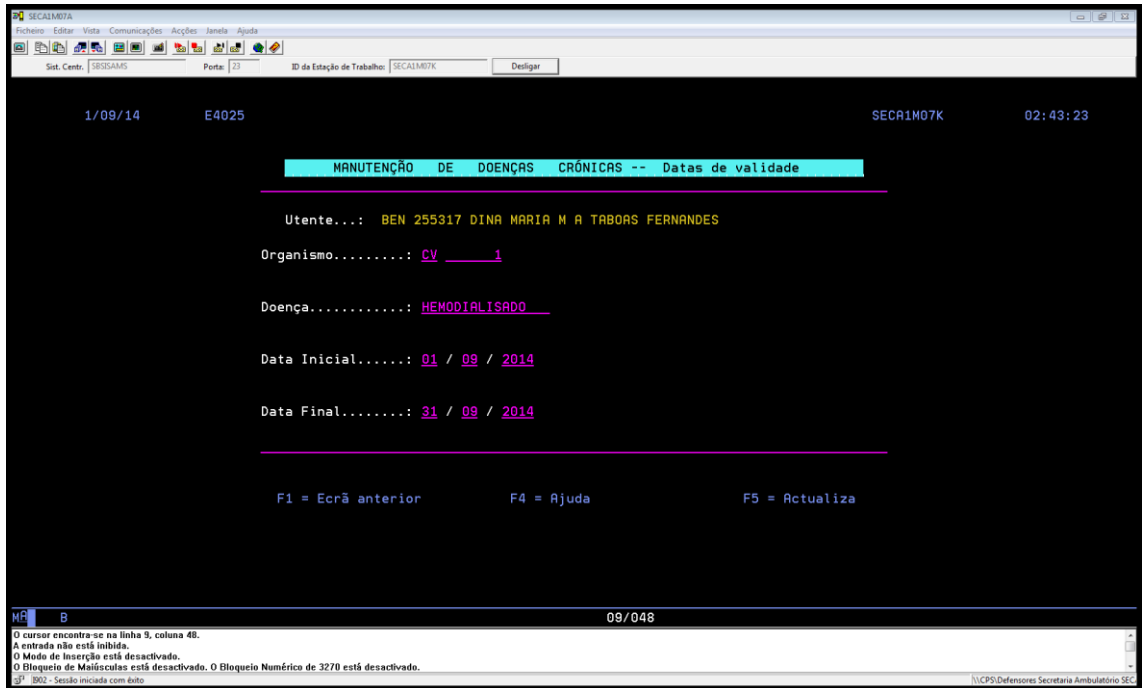 SECA1M07A
Ficheiro Editar Vista Comunicações Acções Janela Ajuda
Sist. Centr. SBSISAMS Porta: 23 ID da Estação de Trabalho: SECA1M07K Desligar
1/09/14 E4025 SECA1M07K 02:43:23
MANUTENÇÃO DE DOENÇAS CRÓNICAS -- Datas de validade
Utente...: BEN 255317 DINA MARIA M A TABOAS FERNANDES
Organismo.........: CV ______1
Doença............: HEMODIALISADO___
Data Inicial......: 01 / 09 / 2014
Data Final........: 31 / 09 / 2014
F1 = Ecrã anterior F4 = Ajuda F5 = Actualiza
MA B 09/048
O cursor encontra-se na linha 9, coluna 48.
A entrada não está inibida.
O Modo de Inserção está desactivado.
O Bloqueio de Maiúsculas está desactivado. O Bloqueio Numérico de 3270 está desactivado.
I902 - Sessão iniciada com êxito \\CPS\Defensores Secretaria Ambulatório SEC